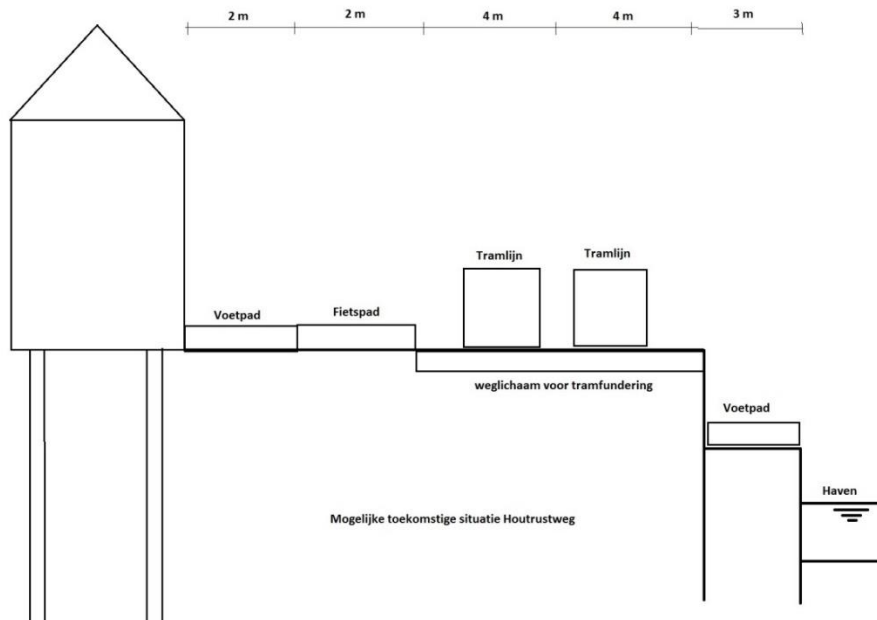 2 m
2 m
4 m
4 m
3 m
Tramlijn
Tramlijn
Voetpad
Fietspad
weglichaam voor tramfundering
Voetpad
Haven
Mogelijke toekomstige situatie Houtrustweg